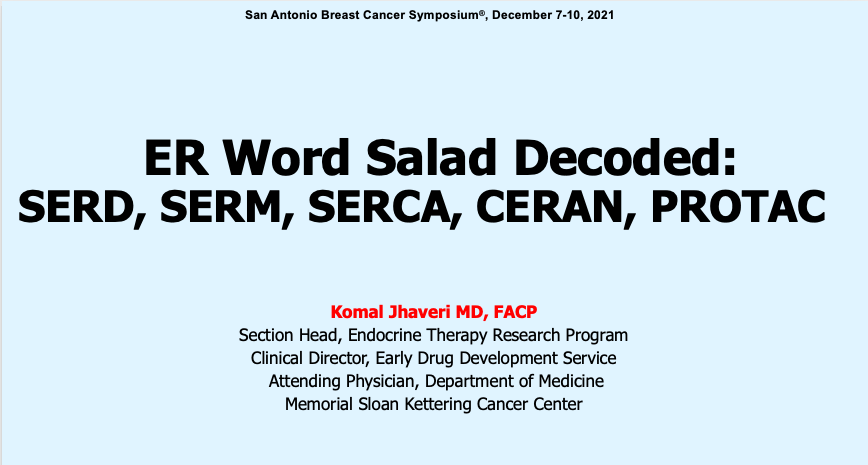 San Antonio Breast Cancer Symposium®, December 7-10, 2021
ER Word Salad Decoded:
SERD, SERM, SERCA, CERAN, PROTAC
Komal Jhaveri MD, FACP
Section Head, Endocrine Therapy Research Program
Clinical Director, Early Drug Development Service
Attending Physician, Department of Medicine
Memorial Sloan Kettering Cancer Center